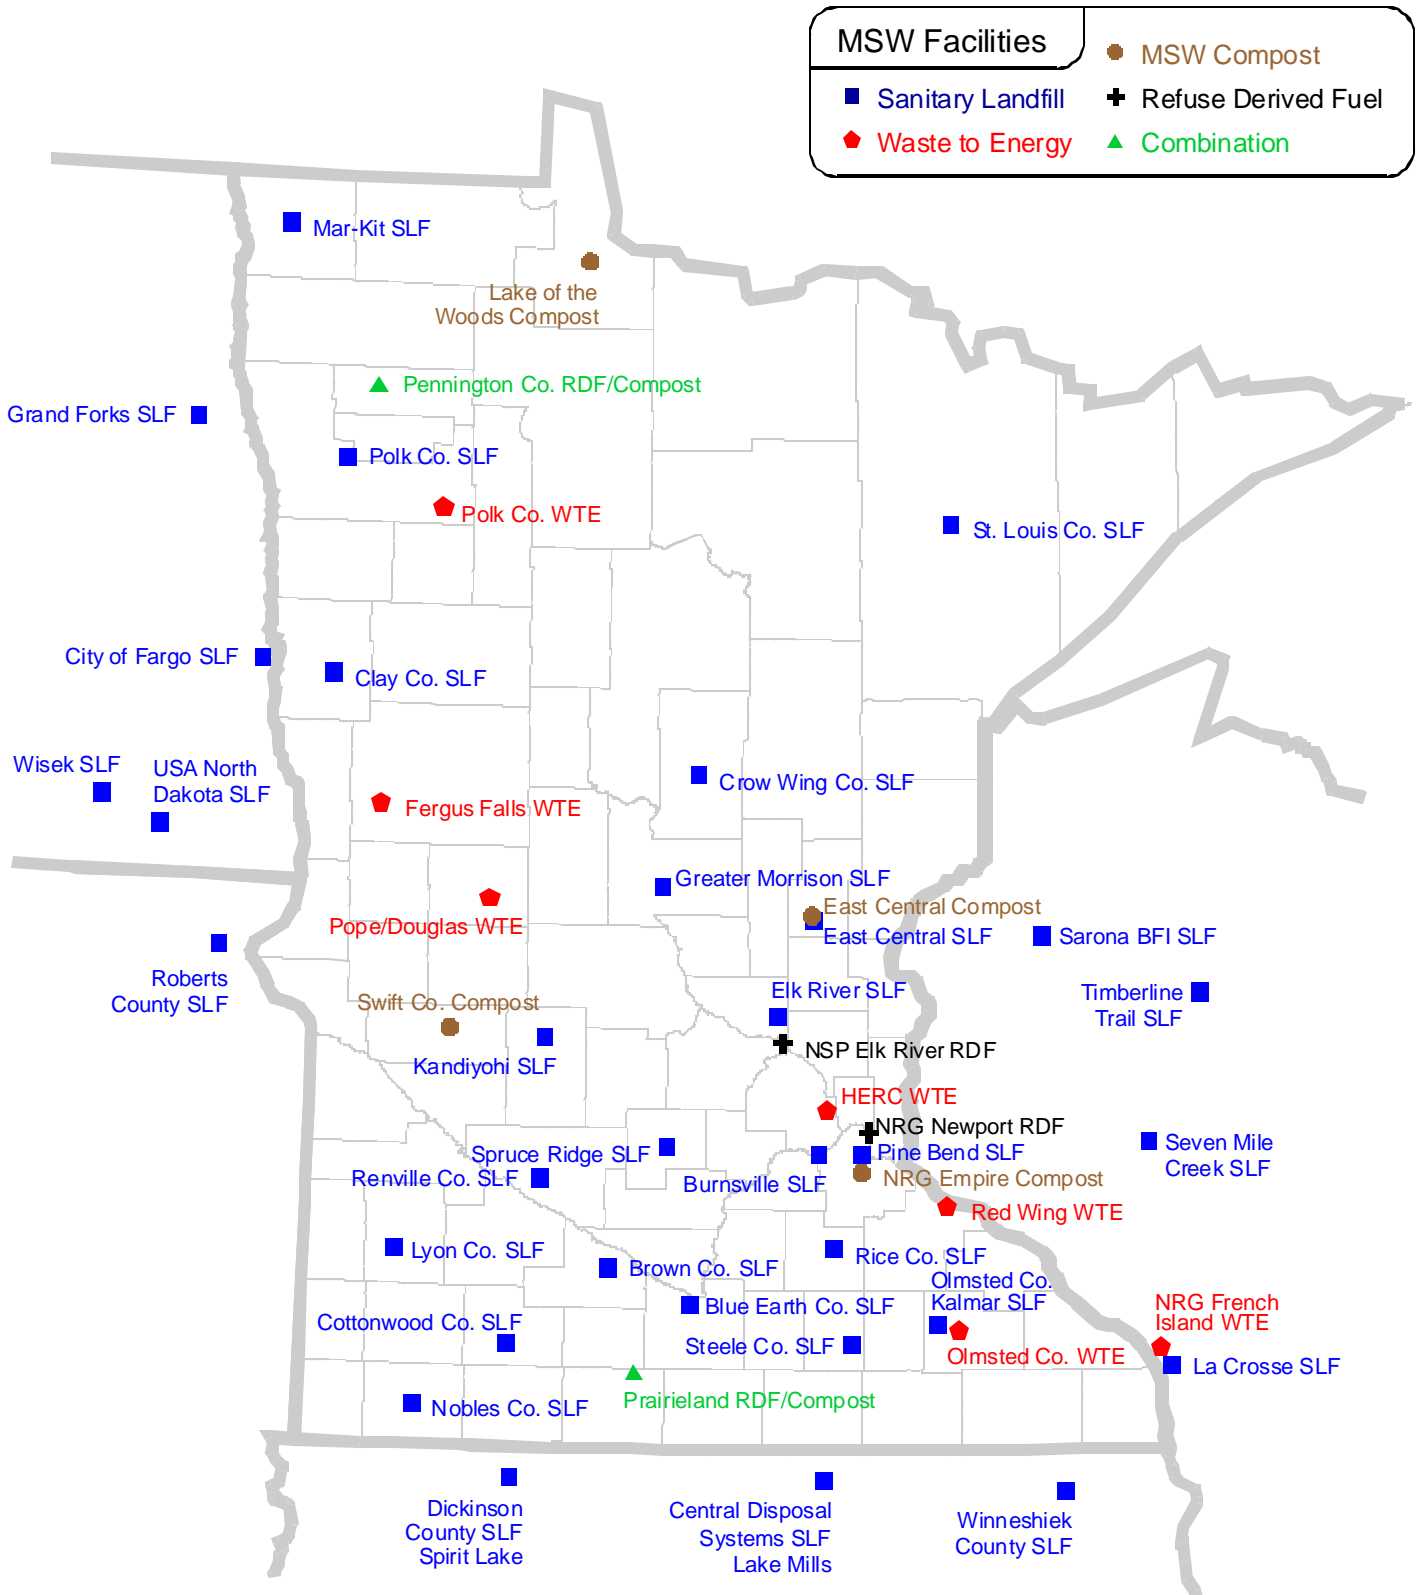 MSW Facilities
MSW Compost
Sanitary Landfill
Refuse Derived Fuel
Waste to Energy
Combination
Mar-Kit SLF
Lake of the
Woods Compost
Pennington Co. RDF/Compost
Grand Forks SLF
Polk Co. SLF
Polk Co. WTE
St. Louis Co. SLF
City of Fargo SLF
Clay Co. SLF
Wisek SLF
USA North
Dakota SLF
Crow Wing Co. SLF
Fergus Falls WTE
Greater Morrison SLF
Pope/Douglas WTE
East Central Compost
East Central SLF
Sarona BFI SLF
Roberts
County SLF
Swift Co. Compost
Elk River SLF
Timberline
Trail SLF
Kandiyohi SLF
NSP Elk River RDF
HERC WTE
NRG Newport RDF
Spruce Ridge SLF
Pine Bend SLF
Seven Mile
Creek SLF
Renville Co. SLF
Burnsville SLF
NRG Empire Compost
Red Wing WTE
Lyon Co. SLF
Brown Co. SLF
Rice Co. SLF
Olmsted Co.
Kalmar SLF
Blue Earth Co. SLF
NRG French
Island WTE
Cottonwood Co. SLF
Steele Co. SLF
Olmsted Co. WTE
La Crosse SLF
Nobles Co. SLF
Prairieland RDF/Compost
Dickinson
County SLF
Spirit Lake
Central Disposal
Systems SLF
Lake Mills
Winneshiek
County SLF